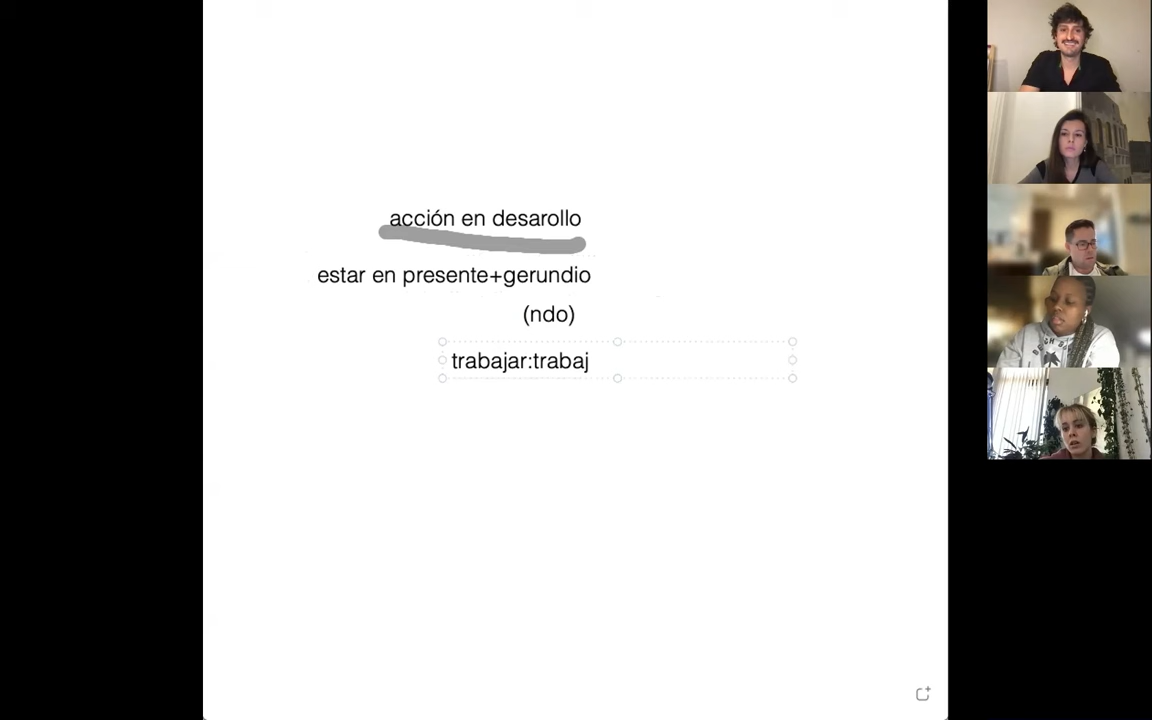 acción en desarollo
estar en presente+gerundio
(ndo)
trabajar:trabaj